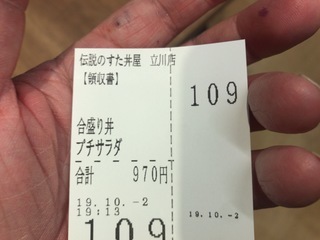 伝説のすた丼屋 立川店
【領収書】
109
合盛り丼
プチサラダ
合計 970円
19.10.-2
19:13
19.10.-2
109